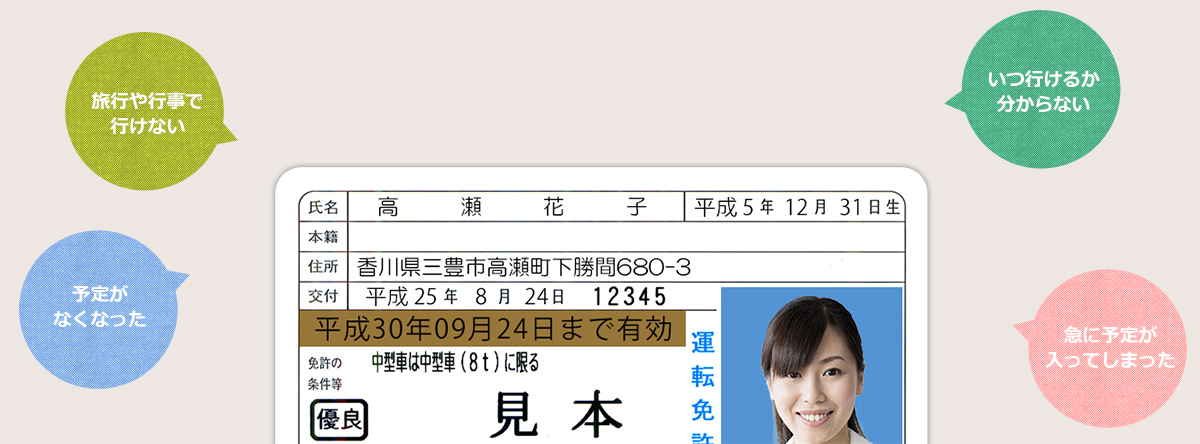 旅行や行事で
行けない
いつ行けるか
分からない
予定が
なくなった
急に予定が
入ってしまった
氏名 高瀬花子 平成5年12月31日生
本籍
住所 香川県三豊市高瀬町下勝間680-3
交付 平成25年8月24日 12345
平成30年09月24日まで有効
免許の
条件等
中型車は中型車(8t)に限る
優良
見本
運転免許